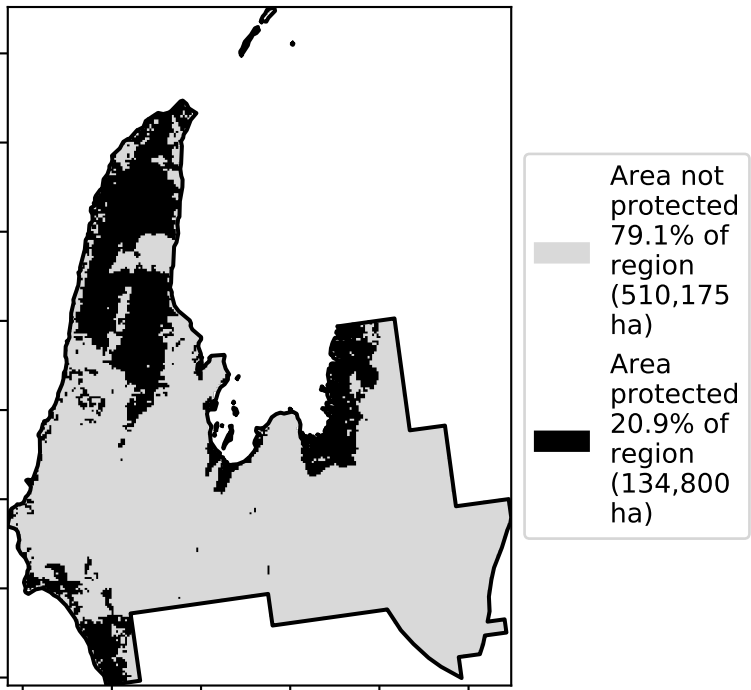 Area not
protected
79.1% of
region
(510,175
ha)
Area
protected
20.9% of
region
(134,800
ha)